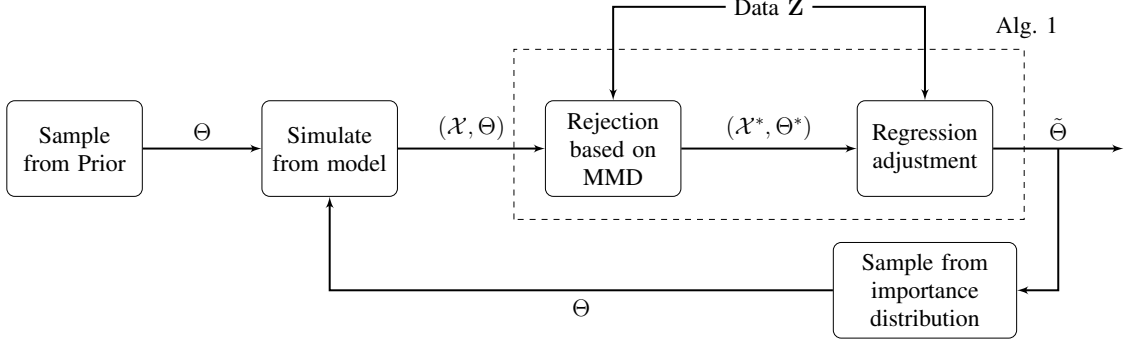 Data Z
Alg. 1
Sample
from Prior
Θ
Simulate
from model
(𝒳, Θ)
Rejection
based on
MMD
(𝒳*, Θ*)
Regression
adjustment
Θ̃
Sample from
importance
distribution
Θ